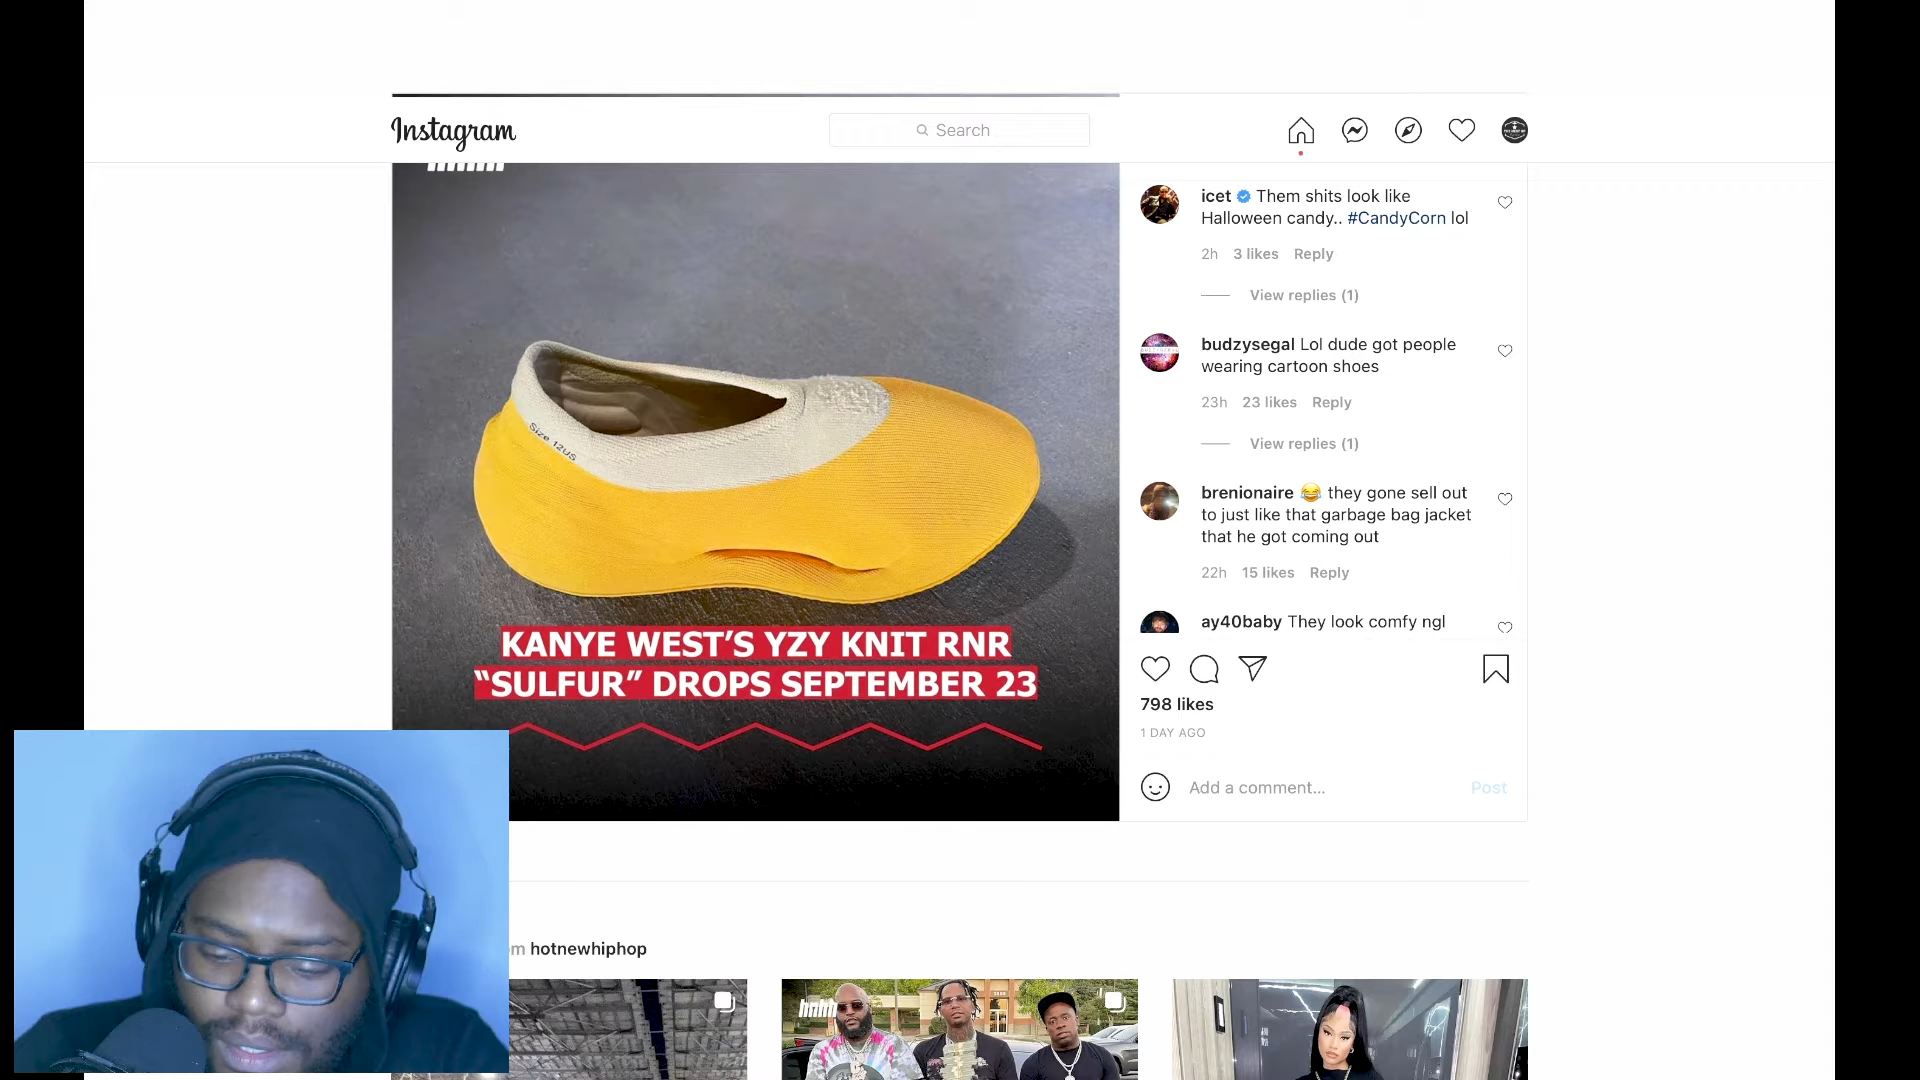 Instagram
Search
icet Them shits look like
Halloween candy.. #CandyCorn lol
2h 3 likes Reply
View replies (1)
budzysegal Lol dude got people
wearing cartoon shoes
23h 23 likes Reply
View replies (1)
brenionaire 😂 they gone sell out
to just like that garbage bag jacket
that he got coming out
22h 15 likes Reply
ay40baby They look comfy ngl
Size 12US
KANYE WEST'S YZY KNIT RNR
“SULFUR” DROPS SEPTEMBER 23
798 likes
1 DAY AGO
Add a comment... Post
audio-technica
hotnewhiphop
hnhh